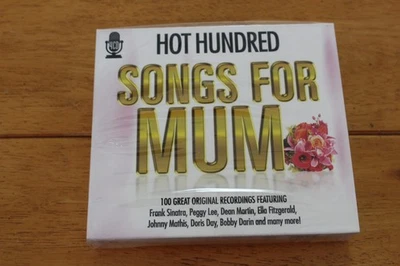 HOT HUNDRED
SONGS FOR
MUM
100 GREAT ORIGINAL RECORDINGS FEATURING
Frank Sinatra, Peggy Lee, Dean Martin, Ella Fitzgerald,
Johnny Mathis, Doris Day, Bobby Darin and many more!